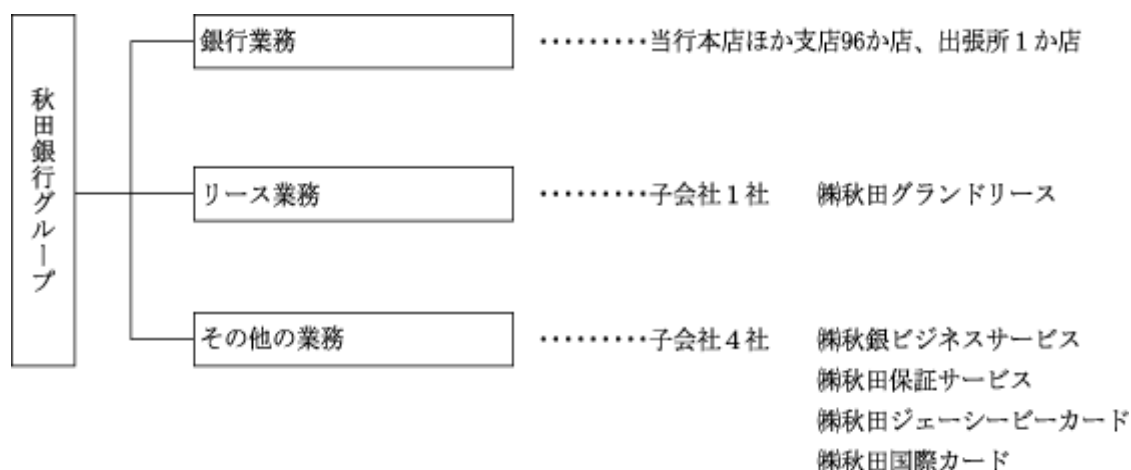 秋田銀行グループ
銀行業務 ………当行本店ほか支店96か店、出張所1か店
リース業務 ………子会社1社 ㈱秋田グランドリース
その他の業務 ………子会社4社 ㈱秋銀ビジネスサービス
㈱秋田保証サービス
㈱秋田ジェーシービーカード
㈱秋田国際カード